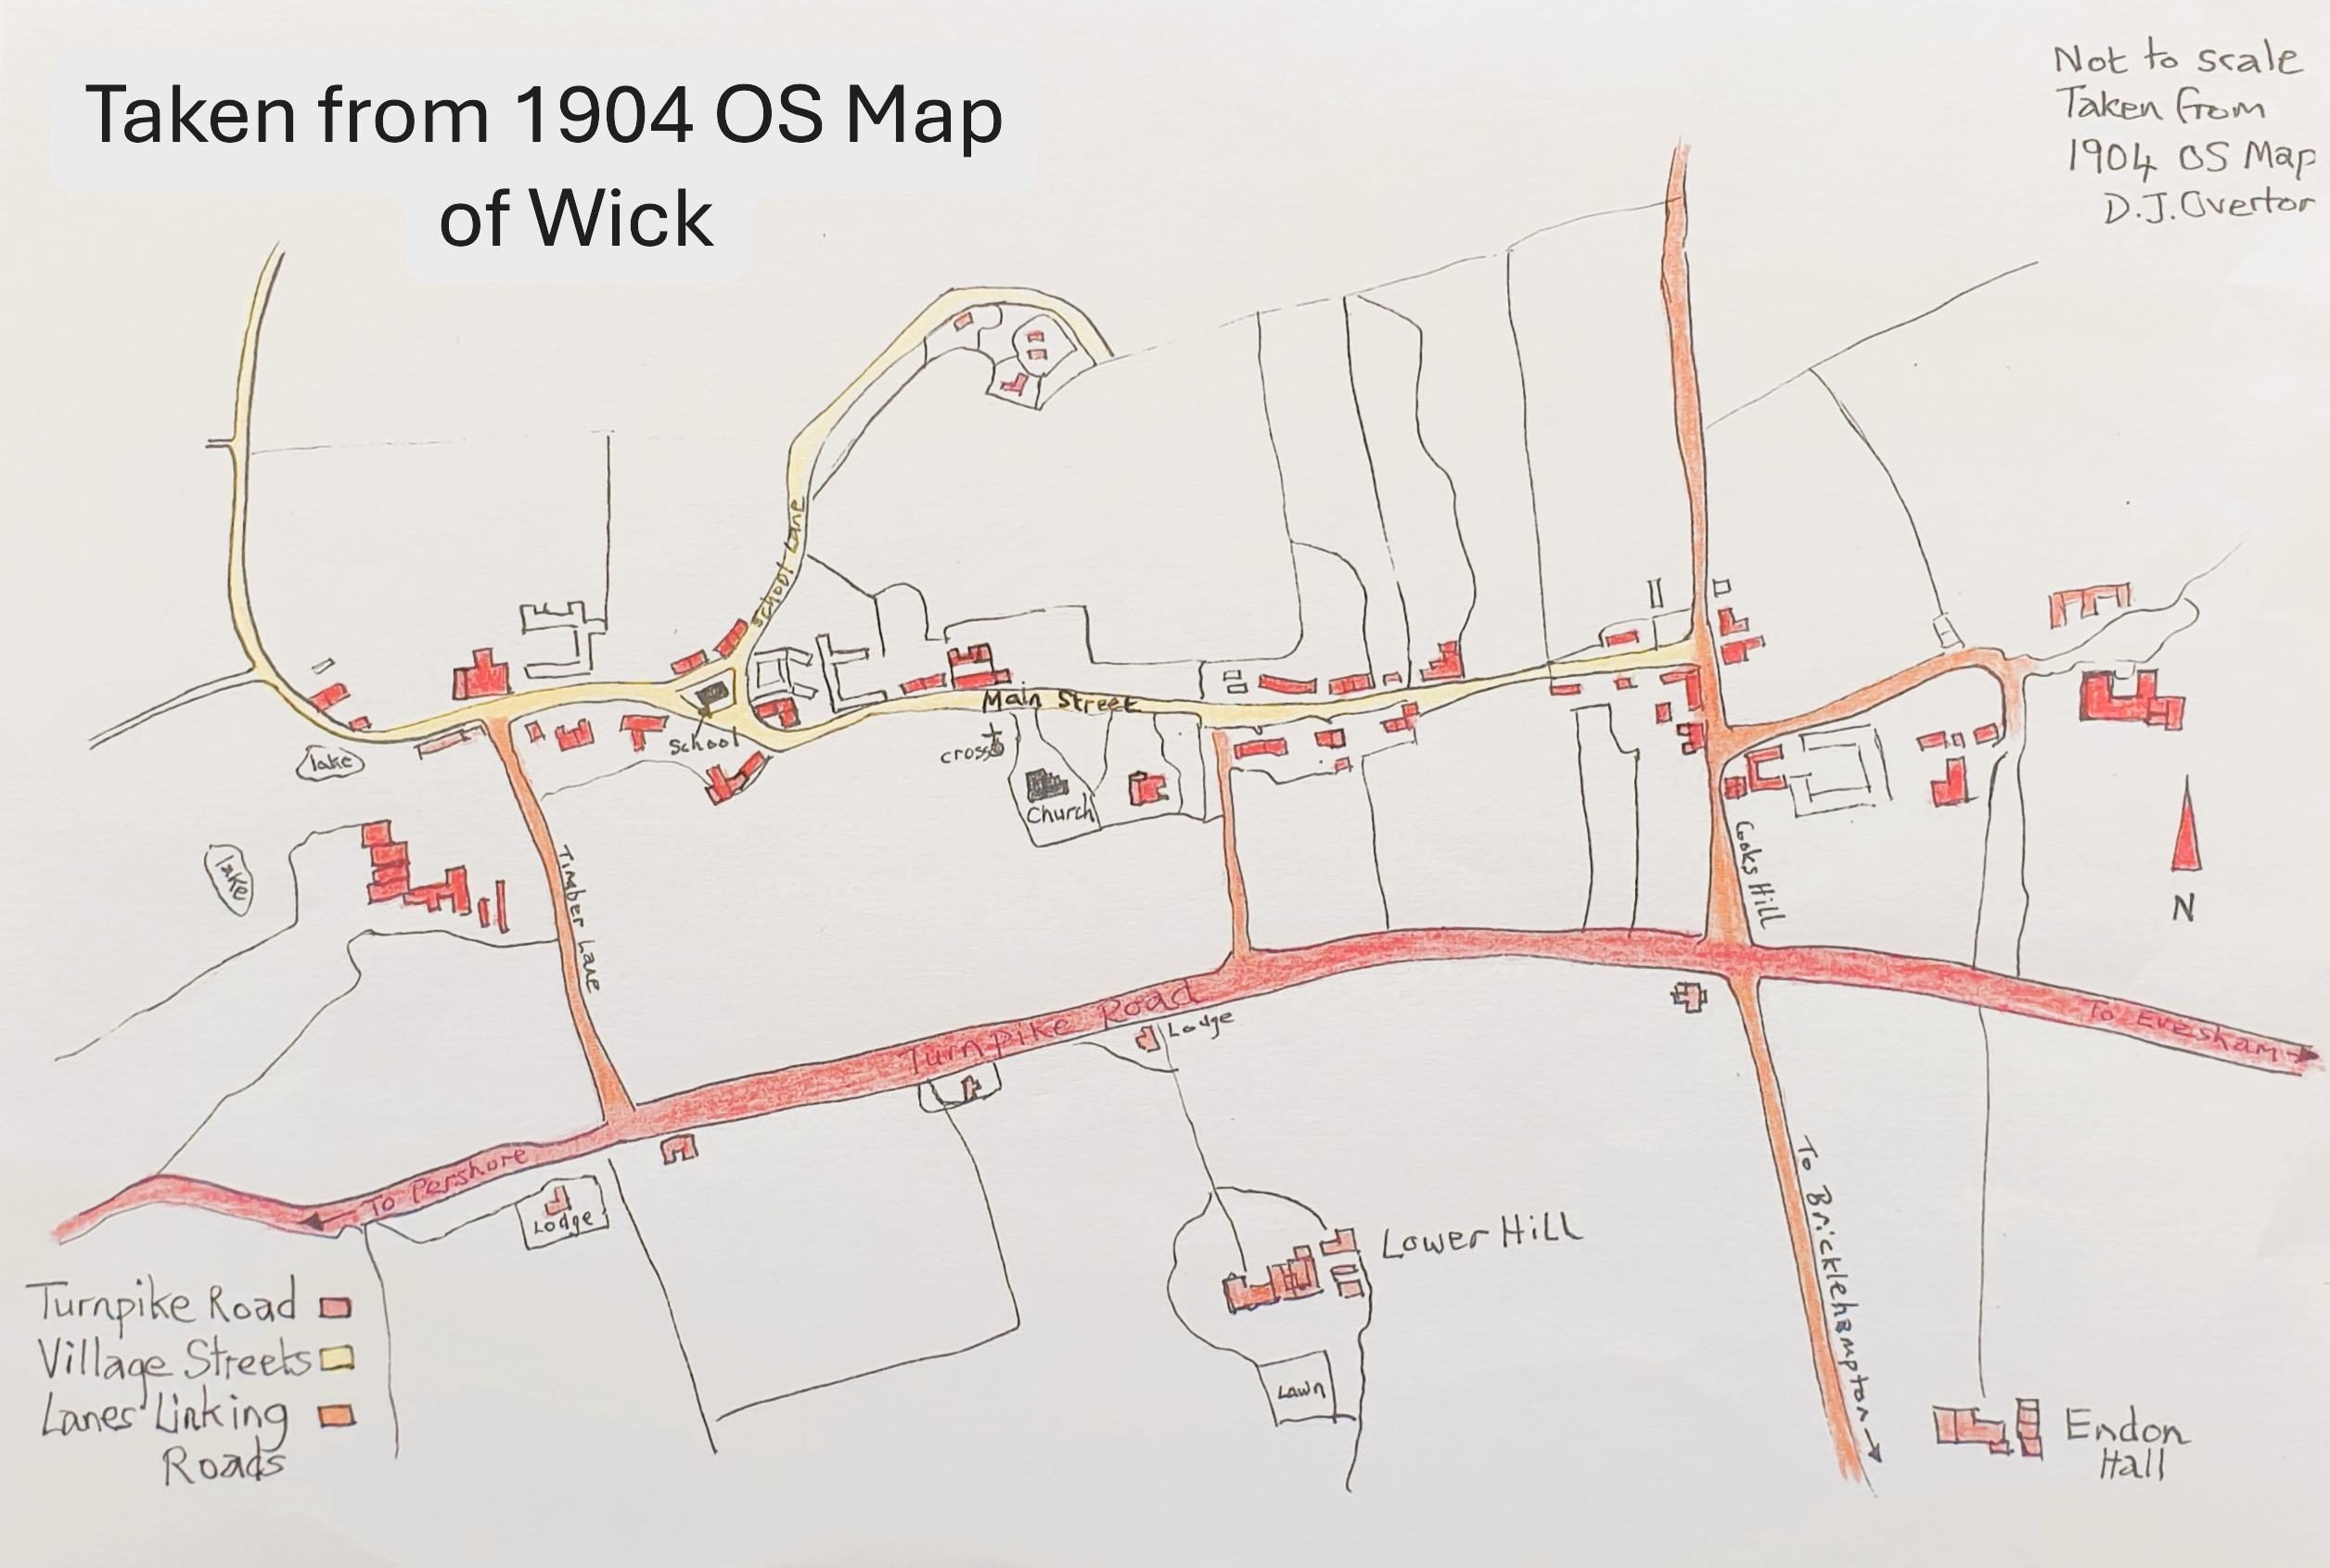 Taken from 1904 OS Map
of Wick
Not to scale
Taken from
1904 OS Map
D.J.Overton
School Lane
Main Street
School
cross
lake
Church
lake
Timber Lane
Cooks Hill
N
Turnpike Road
Lodge
To Evesham
To Pershore
Lodge
Lower Hill
To Bricklehampton
Lawn
Turnpike Road
Village Streets
Lanes Linking
Roads
Endon
Hall